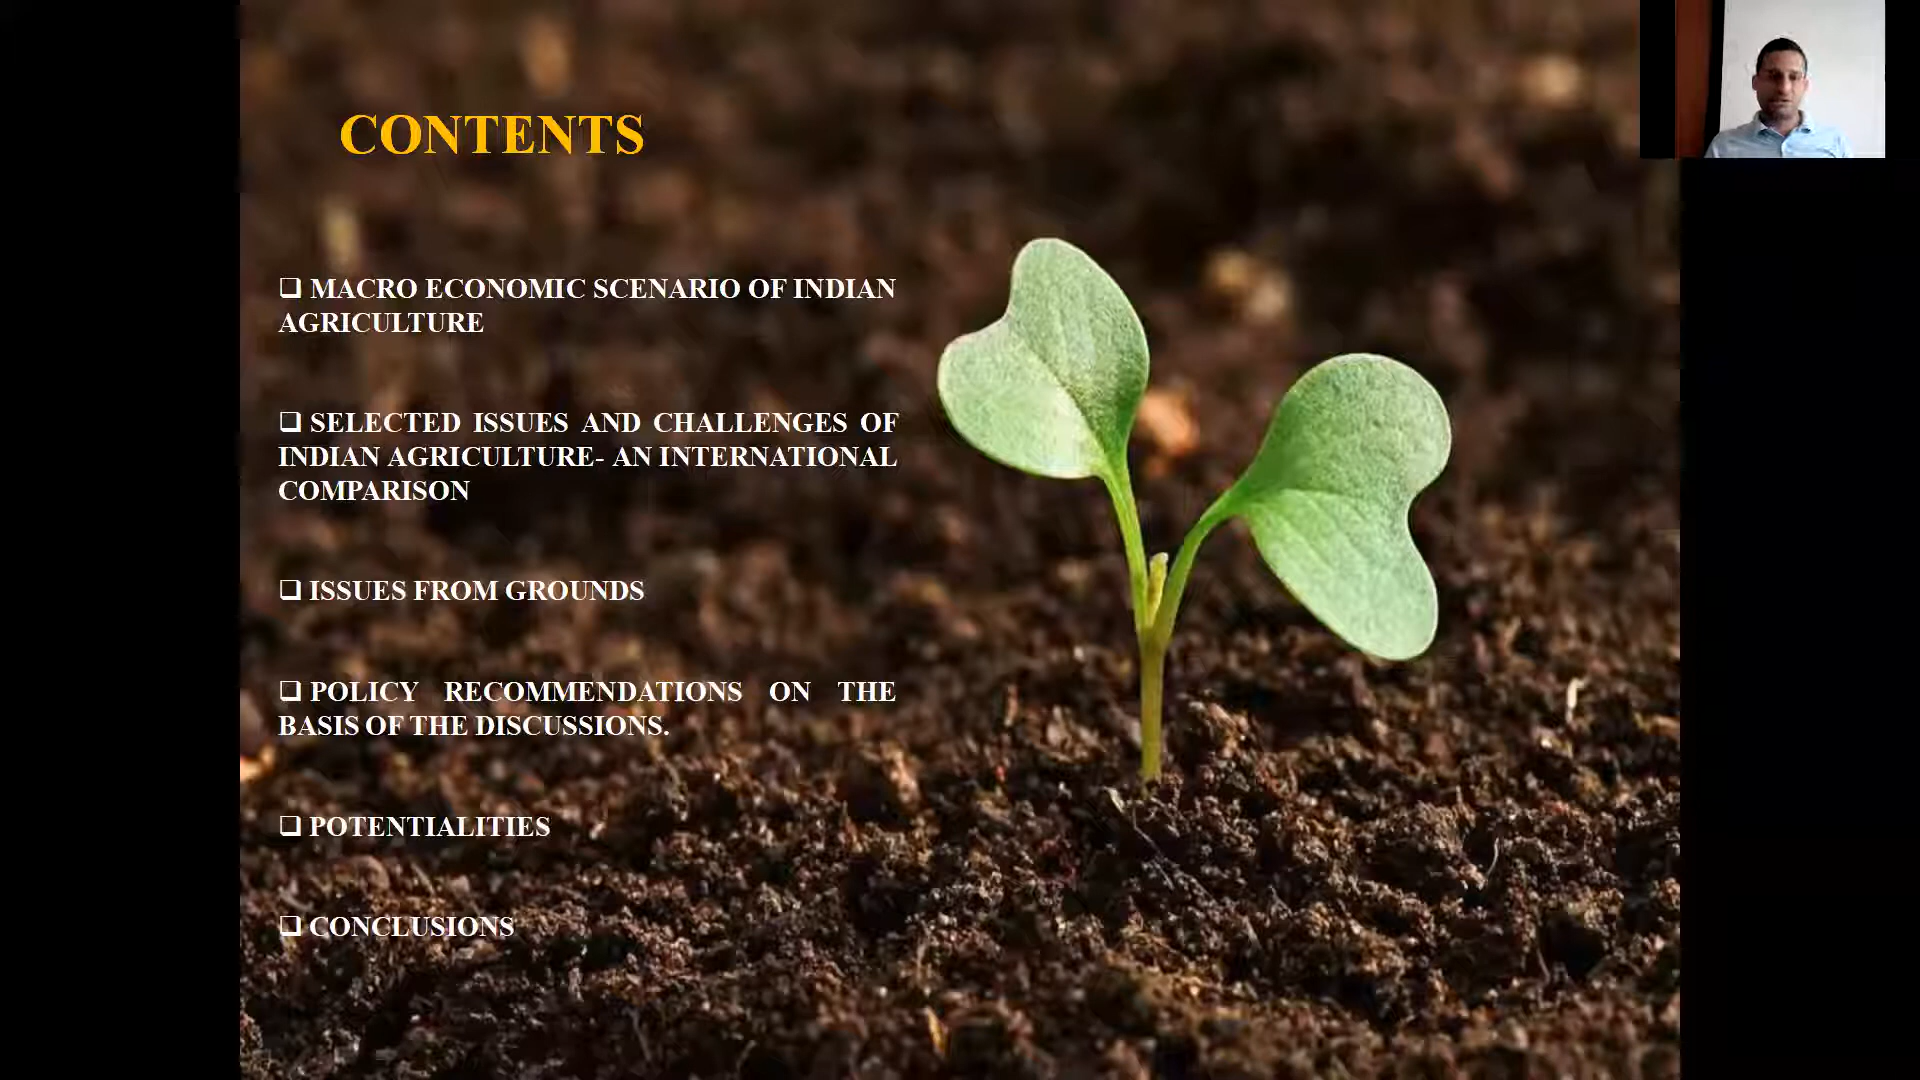 CONTENTS
❑ MACRO ECONOMIC SCENARIO OF INDIAN
AGRICULTURE
❑ SELECTED ISSUES AND CHALLENGES OF
INDIAN AGRICULTURE- AN INTERNATIONAL
COMPARISON
❑ ISSUES FROM GROUNDS
❑ POLICY RECOMMENDATIONS ON THE
BASIS OF THE DISCUSSIONS.
❑ POTENTIALITIES
❑ CONCLUSIONS